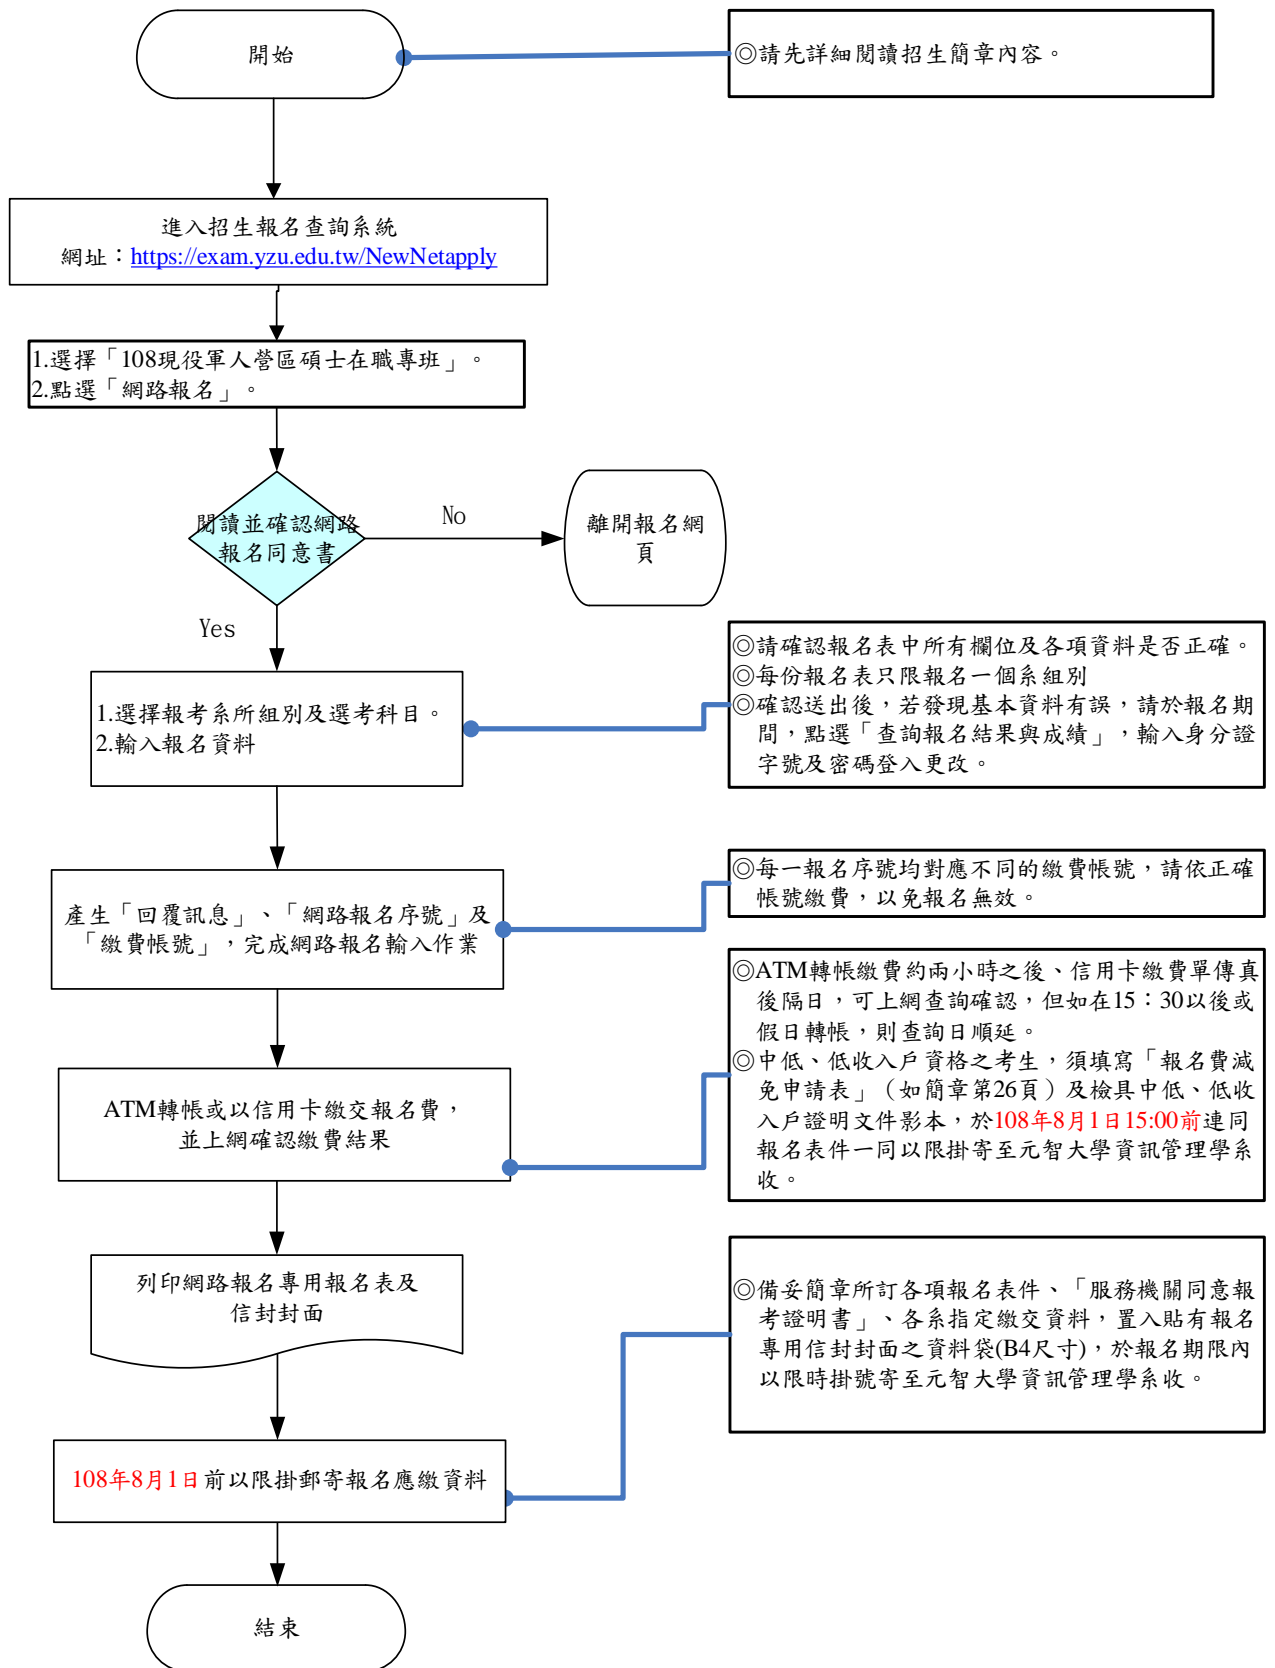 開始
◎請先詳細閱讀招生簡章內容。
進入招生報名查詢系統
網址：https://exam.yzu.edu.tw/NewNetapply
1.選擇「108現役軍人營區碩士在職專班」。
2.點選「網路報名」。
閱讀並確認網路
報名同意書
No
離開報名網
頁
Yes
1.選擇報考系所組別及選考科目。
2.輸入報名資料
◎請確認報名表中所有欄位及各項資料是否正確。
◎每份報名表只限報名一個系組別
◎確認送出後，若發現基本資料有誤，請於報名期
間，點選「查詢報名結果與成績」，輸入身分證
字號及密碼登入更改。
產生「回覆訊息」、「網路報名序號」及
「繳費帳號」，完成網路報名輸入作業
◎每一報名序號均對應不同的繳費帳號，請依正確
帳號繳費，以免報名無效。
ATM轉帳或以信用卡繳交報名費，
並上網確認繳費結果
◎ATM轉帳繳費約兩小時之後、信用卡繳費單傳真
後隔日，可上網查詢確認，但如在15：30以後或
假日轉帳，則查詢日順延。
◎中低、低收入戶資格之考生，須填寫「報名費減
免申請表」（如簡章第26頁）及檢具中低、低收
入戶證明文件影本，於108年8月1日15:00前連同
報名表件一同以限掛寄至元智大學資訊管理學系
收。
列印網路報名專用報名表及
信封封面
◎備妥簡章所訂各項報名表件、「服務機關同意報
考證明書」、各系指定繳交資料，置入貼有報名
專用信封封面之資料袋(B4尺寸)，於報名期限內
以限時掛號寄至元智大學資訊管理學系收。
108年8月1日前以限掛郵寄報名應繳資料
結束